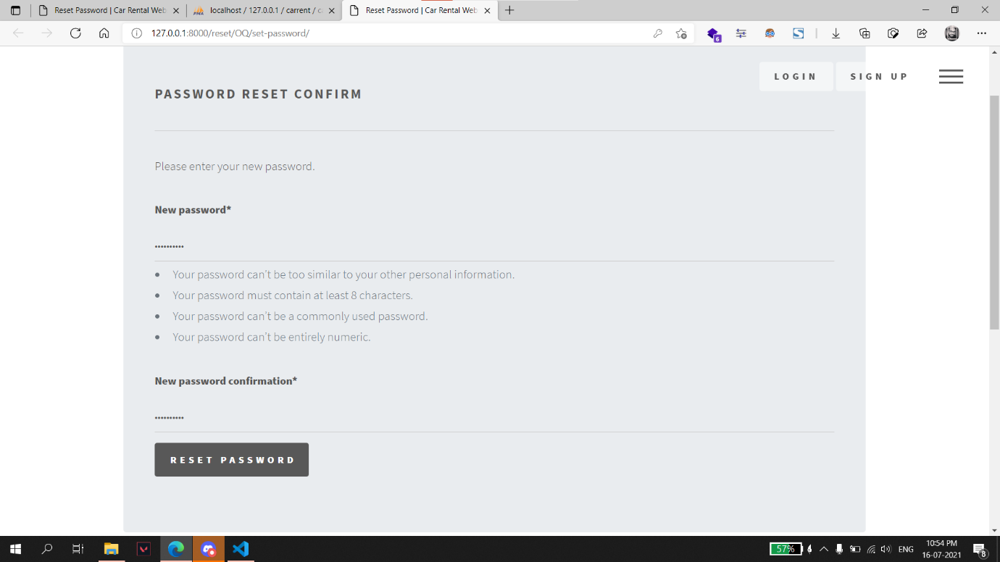 Reset Password | Car Rental Web
localhost / 127.0.0.1 / carrent / c
Reset Password | Car Rental Web
127.0.0.1:8000/reset/OQ/set-password/
6
LOGIN
SIGN UP
PASSWORD RESET CONFIRM
Please enter your new password.
New password*
••••••••••
Your password can't be too similar to your other personal information.
Your password must contain at least 8 characters.
Your password can't be a commonly used password.
Your password can't be entirely numeric.
New password confirmation*
••••••••••
RESET PASSWORD
57%
ENG
10:54 PM
16-07-2021
8